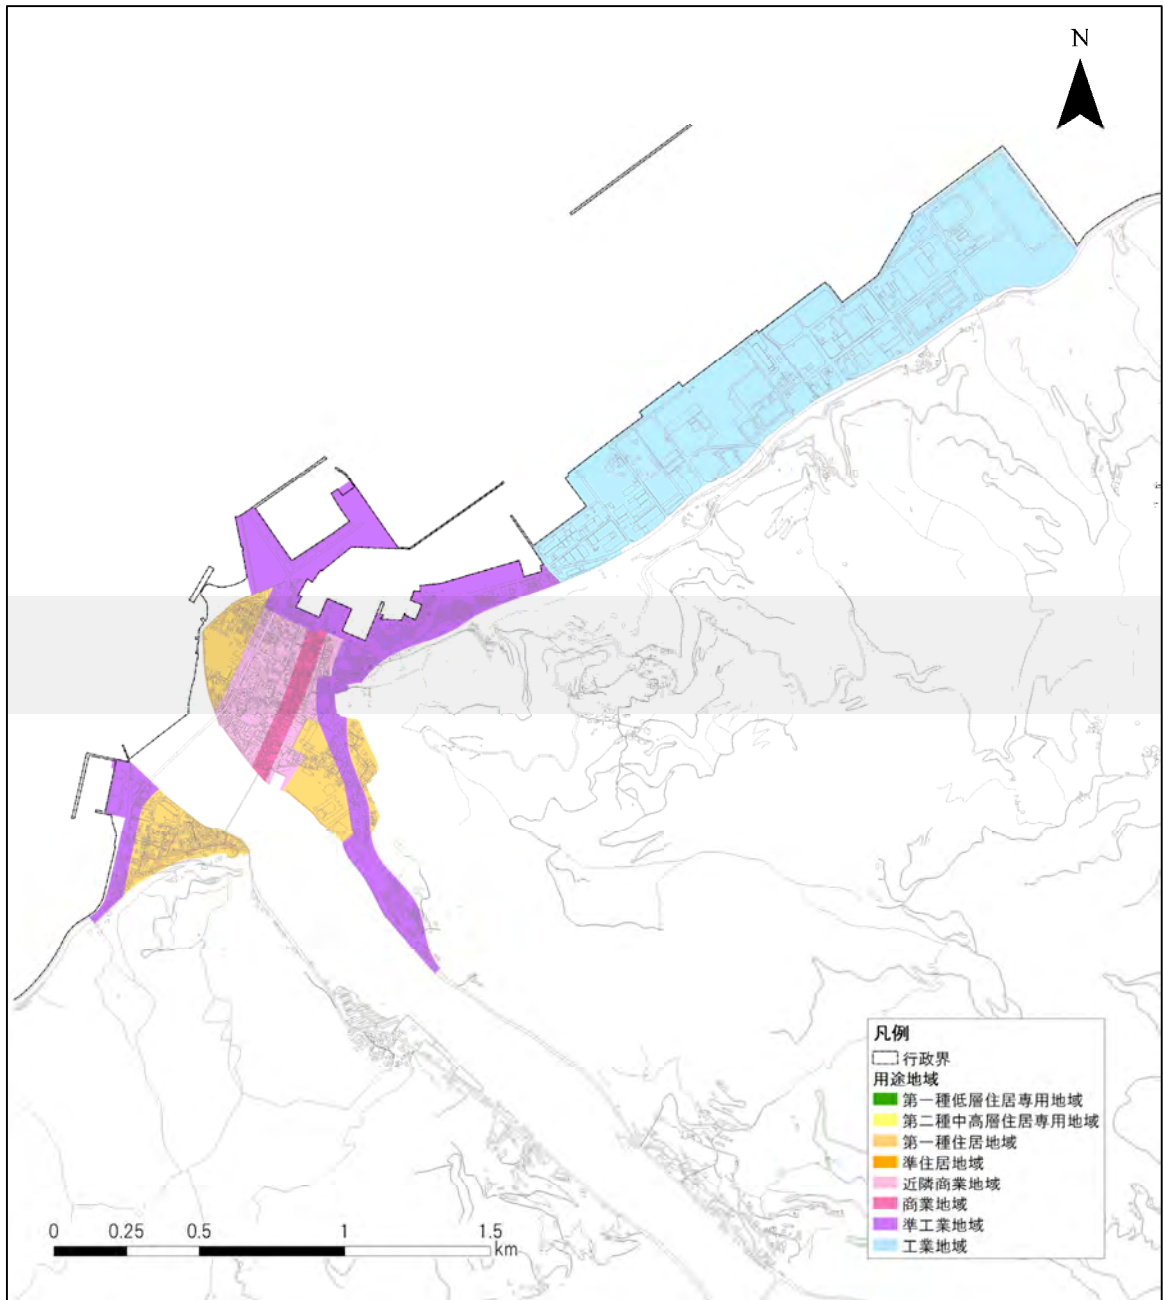 N
凡例
行政界
用途地域
第一種低層住居専用地域
第二種中高層住居専用地域
第一種住居地域
準住居地域
近隣商業地域
商業地域
準工業地域
工業地域
0 0.25 0.5 1 1.5
km